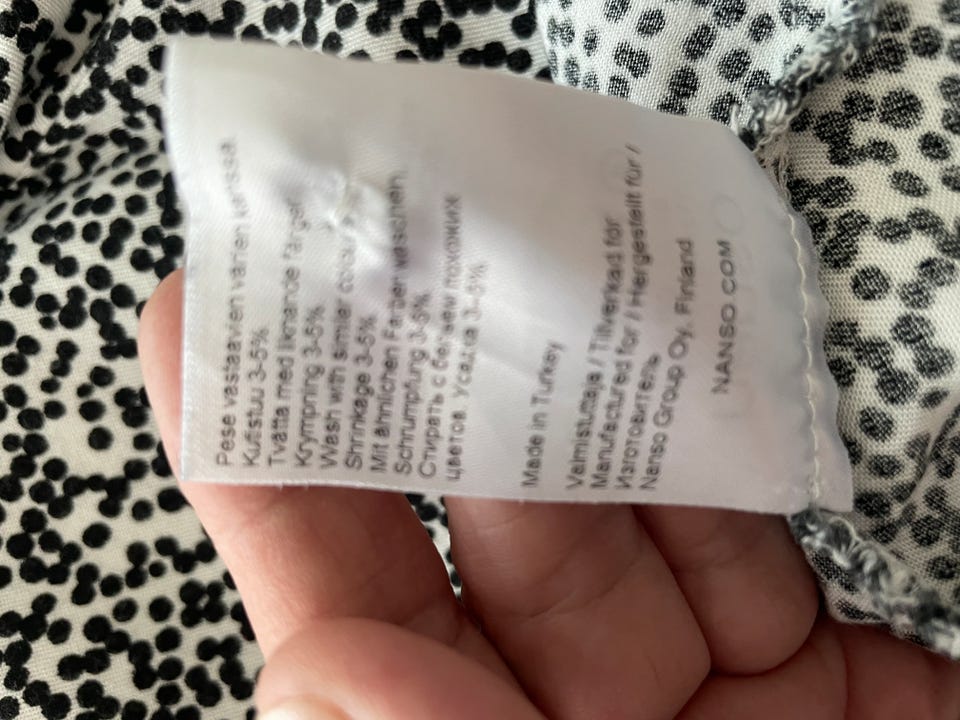 Pese vastaavien värien kanssa.
Kutistuu 3-5%
Tvätta med liknande färger.
Krympning 3-5%
Wash with similer colours
Shrinkage 3-5%
Mit ähnlichen Farben waschen.
Schrumpfung 3-5%
Стирать с бельем похожих
цветов. Усадка 3-5%
Made in Turkey
Valmistuttaja / Tillverkad för
Manufactured for / Hergestellt für /
Изготовитель
Nanso Group Oy, Finland
NANSO.COM